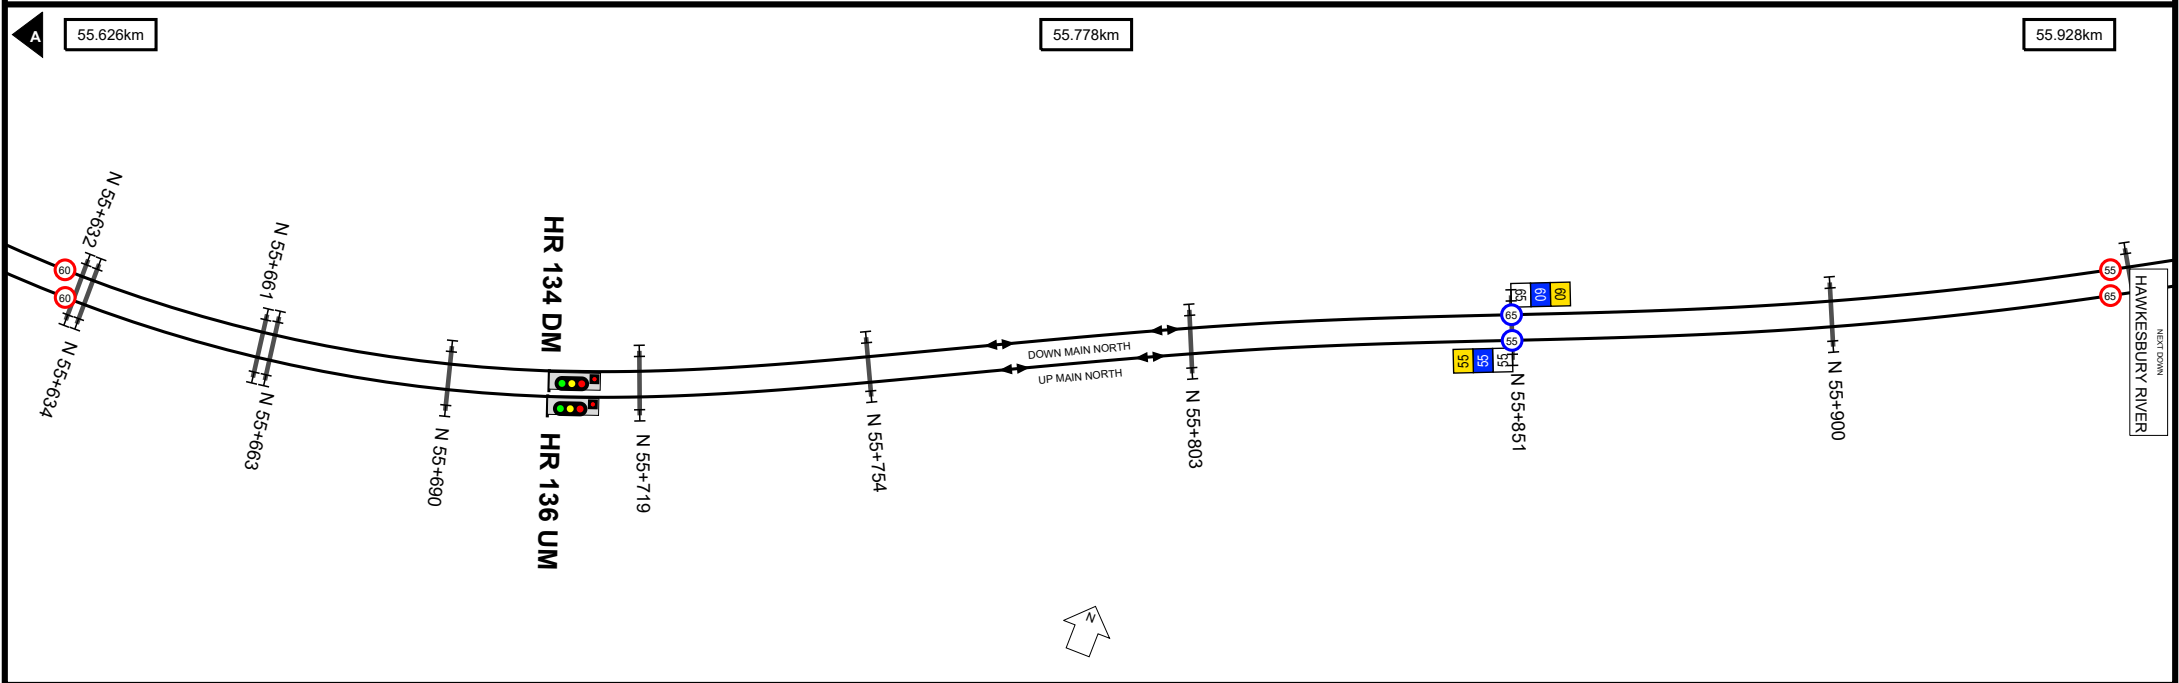 A
55.626km
55.778km
55.928km
N 55+632
N 55+634
N 55+661
N 55+663
N 55+690
HR 134 DM
HR 136 UM
N 55+719
N 55+754
DOWN MAIN NORTH
UP MAIN NORTH
N 55+803
65 60 60
65
55
55 55 55
N 55+851
N 55+900
60
60
55
65
NEXT DOWN
HAWKESBURY RIVER
N